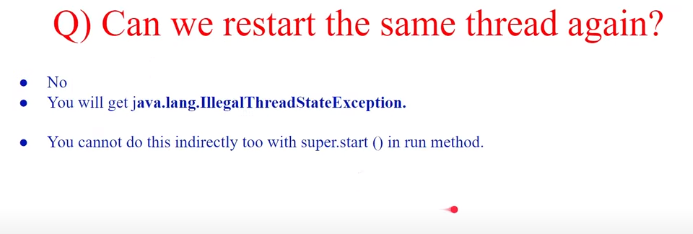 Q) Can we restart the same thread again?
● No
● You will get java.lang.IllegalThreadStateException.
● You cannot do this indirectly too with super.start () in run method.